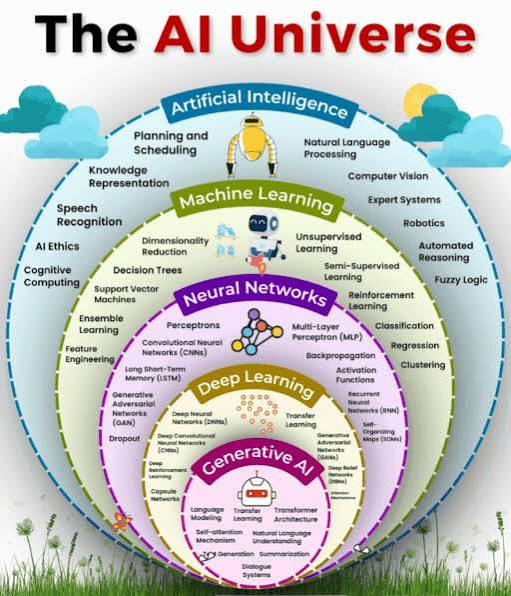 The AI Universe
Artificial Intelligence
Planning and
Scheduling
Natural Language
Processing
Knowledge
Representation
Computer Vision
Speech
Recognition
Expert Systems
Robotics
AI Ethics
Automated
Reasoning
Cognitive
Computing
Fuzzy Logic
Machine Learning
Dimensionality
Reduction
Unsupervised
Learning
Decision Trees
Semi-Supervised
Learning
Support Vector
Machines
Reinforcement
Learning
Ensemble
Learning
Classification
Feature
Engineering
Regression
Clustering
Neural Networks
Perceptrons
Multi-Layer
Perceptron (MLP)
Convolutional Neural
Networks (CNNs)
Backpropagation
Long Short-Term
Memory (LSTM)
Activation
Functions
Generative
Adversarial
Networks
(GAN)
Recurrent
Neural
Networks (RNN)
Dropout
Self-
Organizing
Maps (SOMs)
Deep Learning
Deep Neural
Networks (DNNs)
Transfer
Learning
Deep Convolutional
Neural Networks
(CNNs)
Generative
Adversarial
Networks
(GANs)
Deep
Reinforcement
Learning
Deep Belief
Networks
(DBNs)
Capsule
Networks
Attention
Mechanisms
Generative AI
Language
Modeling
Transfer
Learning
Transformer
Architecture
Self-attention
Mechanism
Natural Language
Understanding
Text Generation
Summarization
Dialogue
Systems